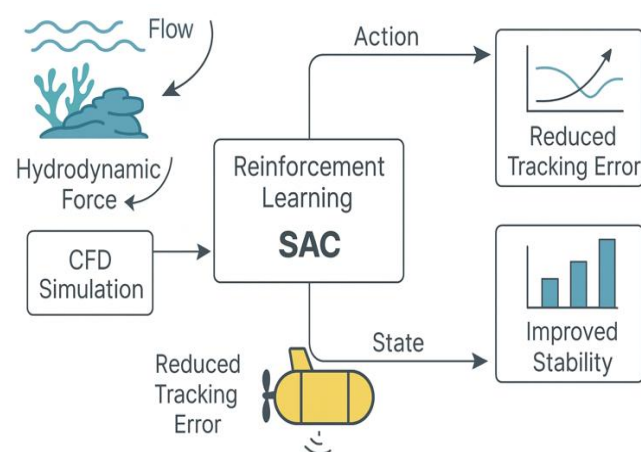 Flow
Hydrodynamic
Force
CFD
Simulation
Reinforcement
Learning
SAC
Action
Reduced
Tracking Error
State
Improved
Stability
Reduced
Tracking
Error